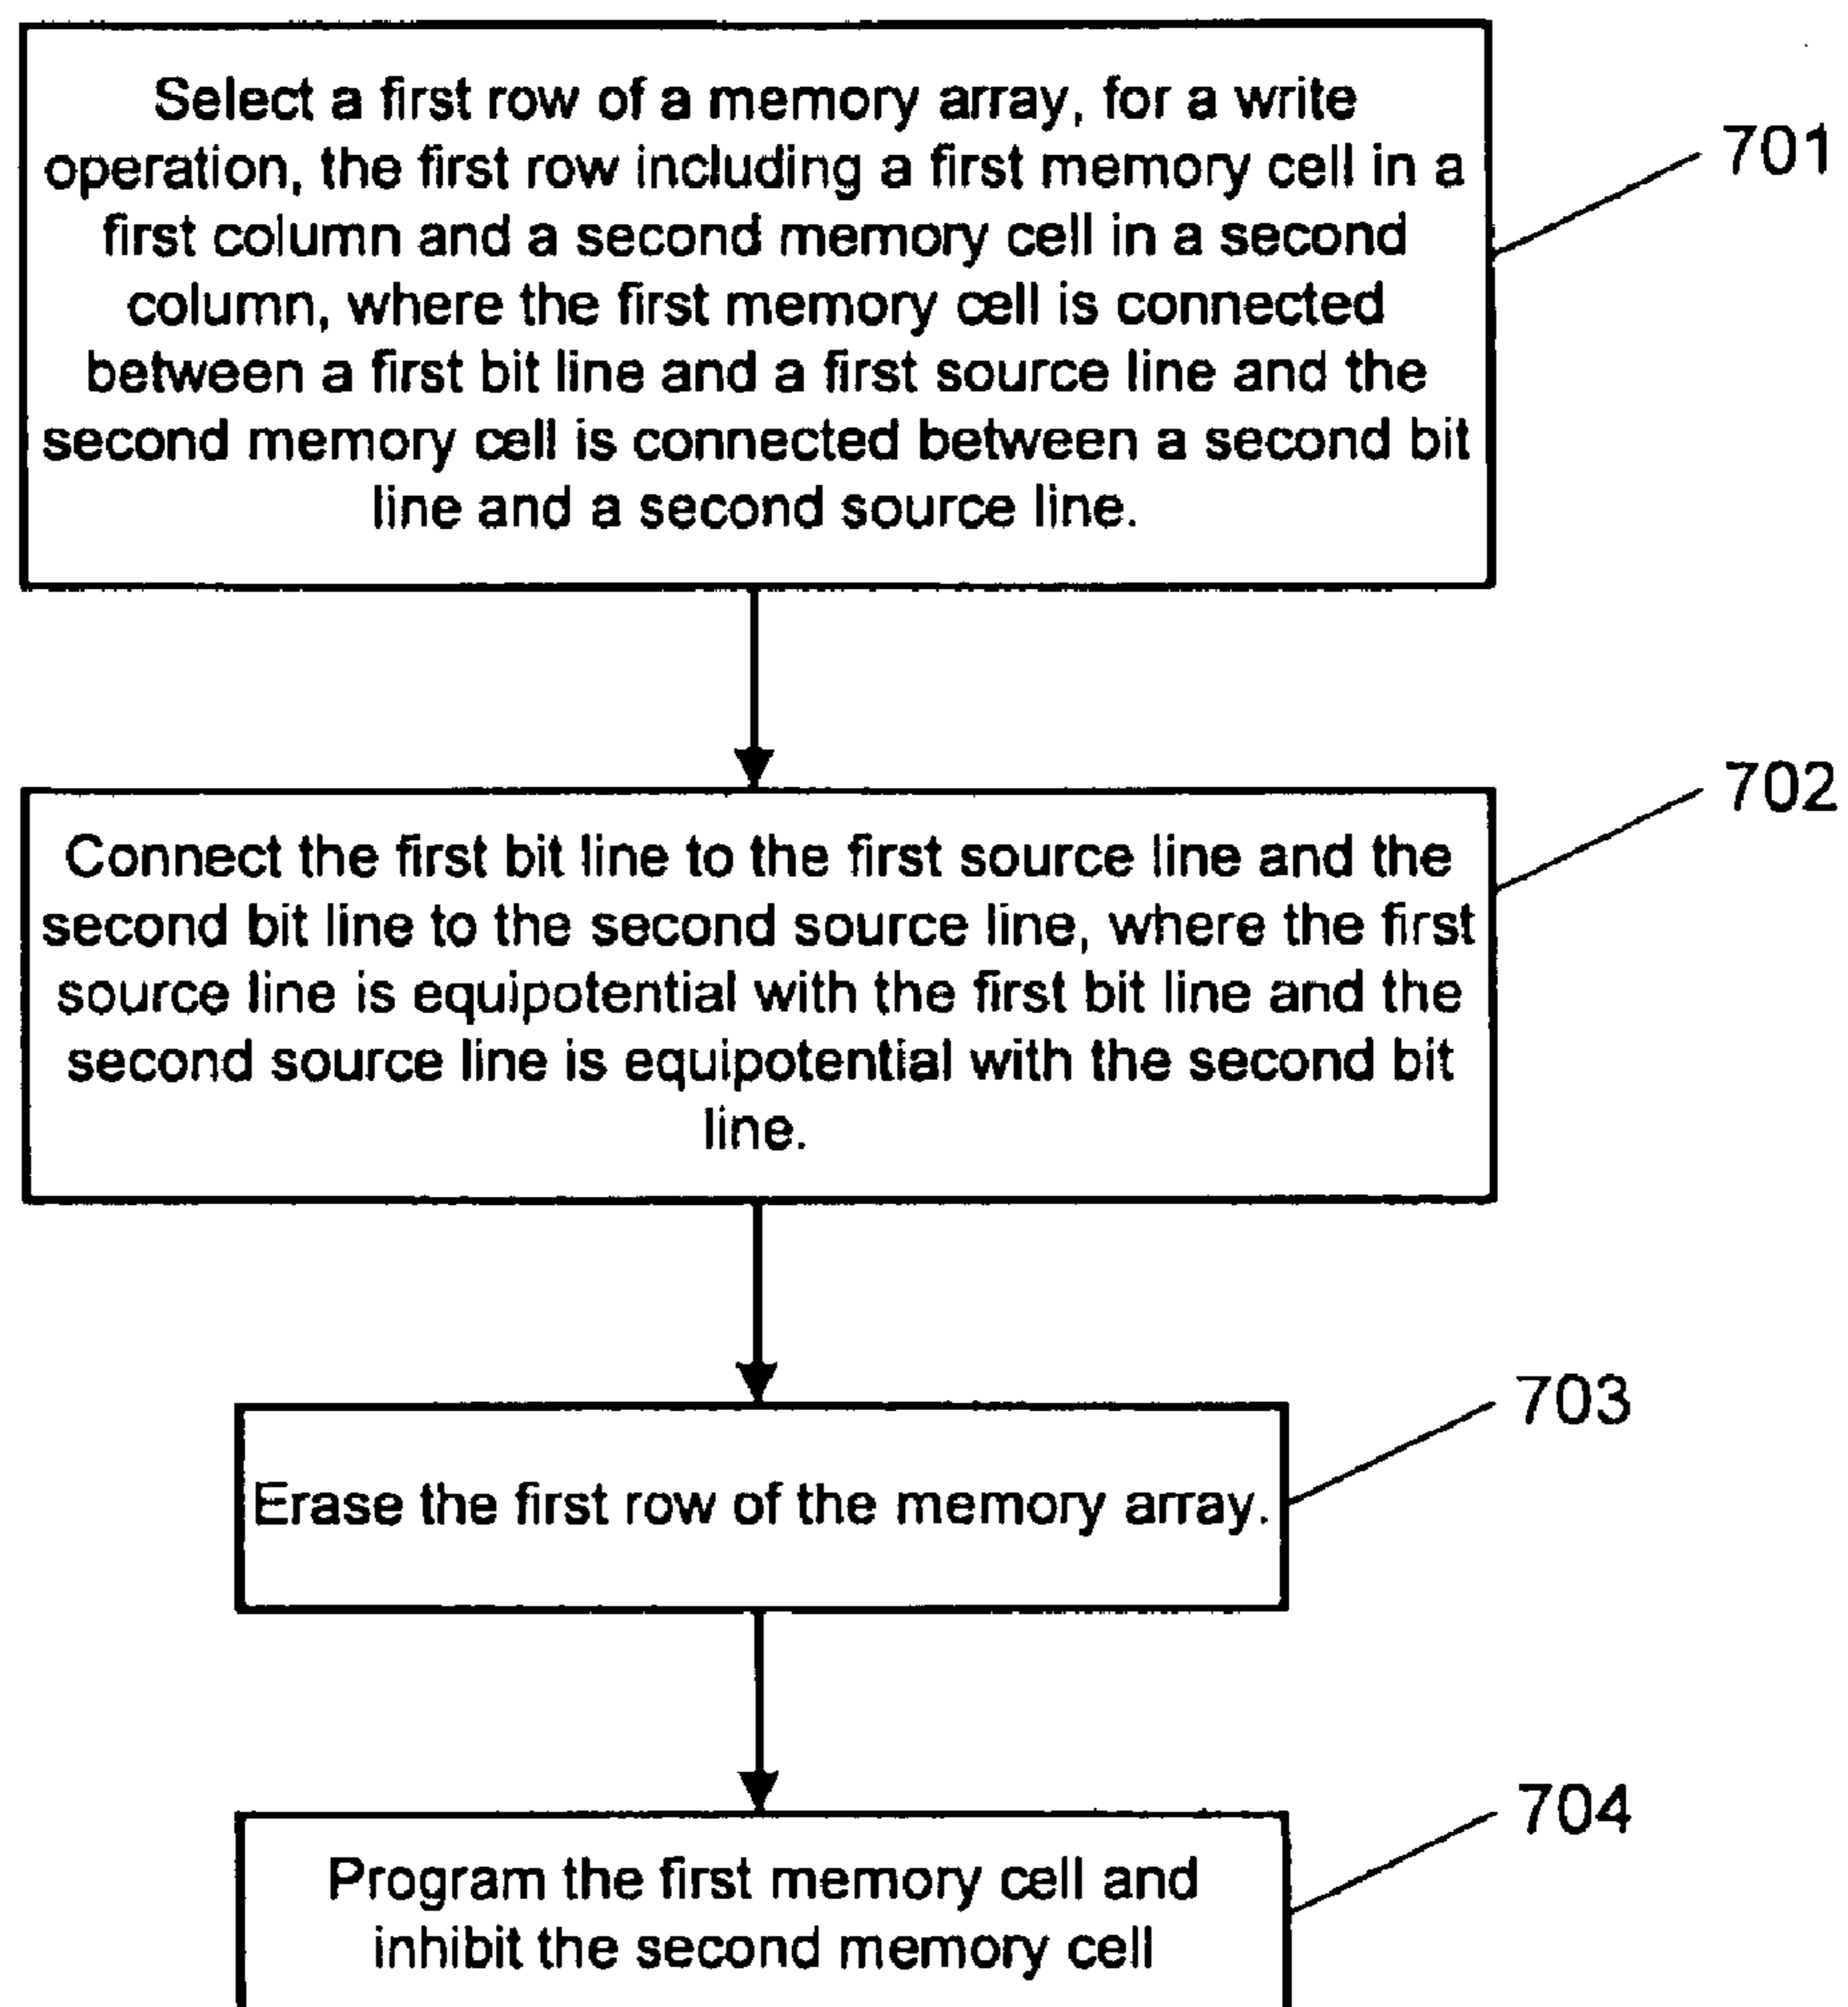 Select a first row of a memory array, for a write
operation, the first row including a first memory cell in a
first column and a second memory cell in a second
column, where the first memory cell is connected
between a first bit line and a first source line and the
second memory cell is connected between a second bit
line and a second source line.
701
Connect the first bit line to the first source line and the
second bit line to the second source line, where the first
source line is equipotential with the first bit line and the
second source line is equipotential with the second bit
line.
702
Erase the first row of the memory array.
703
Program the first memory cell and
inhibit the second memory cell
704